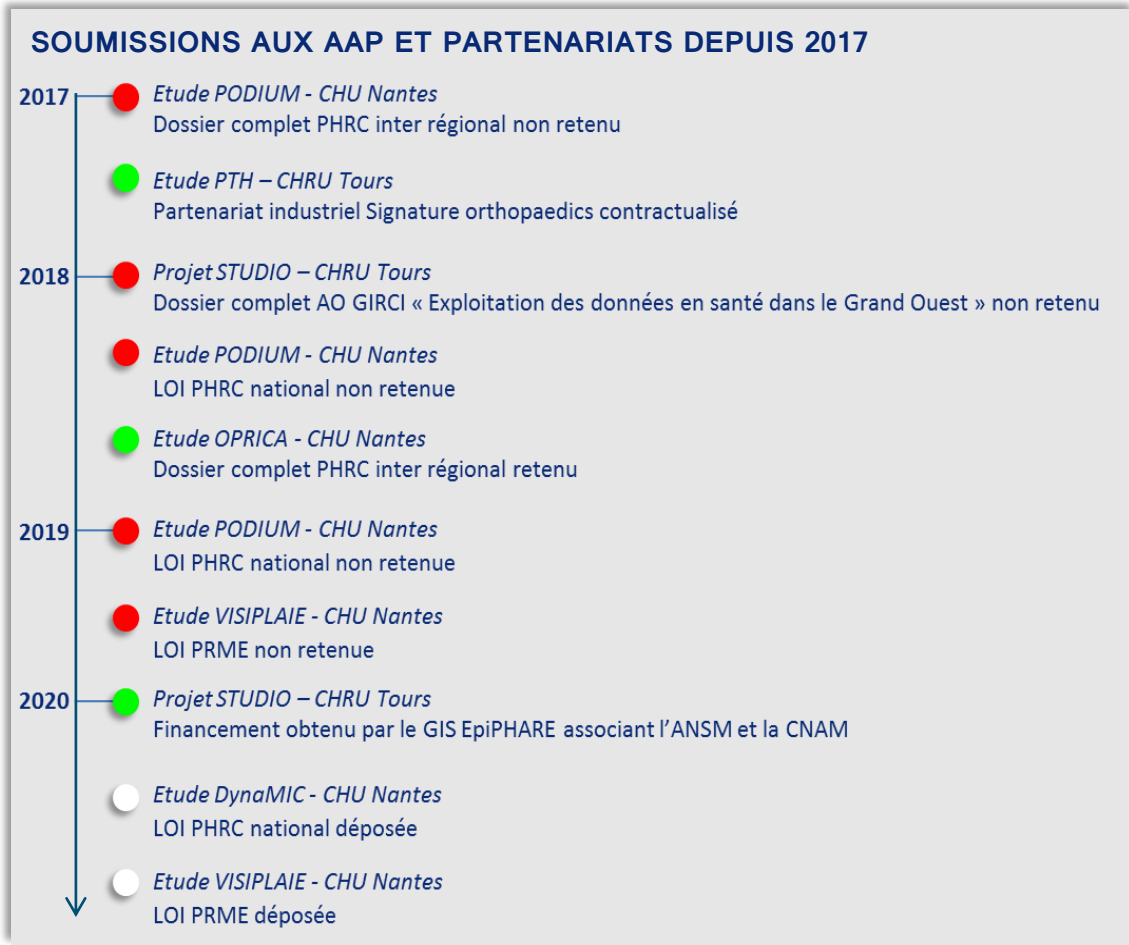 SOUMISSIONS AUX AAP ET PARTENARIATS DEPUIS 2017
2017
Etude PODIUM - CHU Nantes
Dossier complet PHRC inter régional non retenu
Etude PTH – CHRU Tours
Partenariat industriel Signature orthopaedics contractualisé
2018
Projet STUDIO – CHRU Tours
Dossier complet AO GIRCI « Exploitation des données en santé dans le Grand Ouest » non retenu
Etude PODIUM - CHU Nantes
LOI PHRC national non retenue
Etude OPRICA - CHU Nantes
Dossier complet PHRC inter régional retenu
2019
Etude PODIUM - CHU Nantes
LOI PHRC national non retenue
Etude VISIPLAIE - CHU Nantes
LOI PRME non retenue
2020
Projet STUDIO – CHRU Tours
Financement obtenu par le GIS EpiPHARE associant l’ANSM et la CNAM
Etude DynaMIC - CHU Nantes
LOI PHRC national déposée
Etude VISIPLAIE - CHU Nantes
LOI PRME déposée